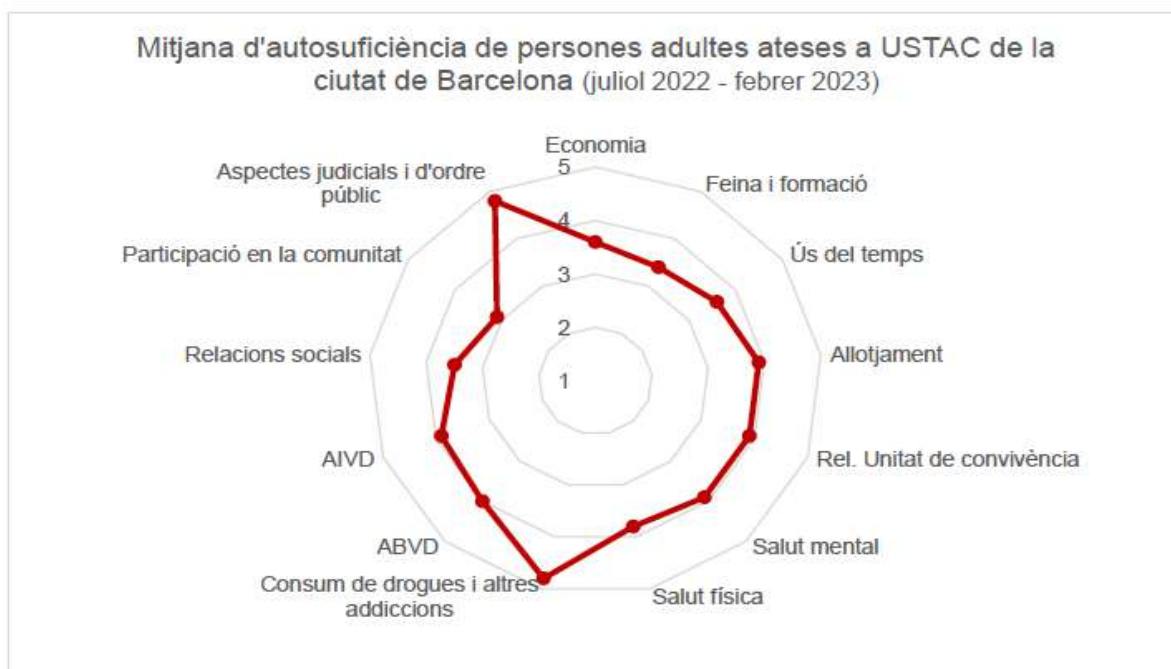 Mitjana d'autosuficiència de persones adultes ateses a USTAC de la
ciutat de Barcelona (juliol 2022 - febrer 2023)
Economia
5
Aspectes judicials i d'ordre
públic
Feina i formació
4
Participació en la comunitat
Ús del temps
3
2
Relacions socials
Allotjament
1
AIVD
Rel. Unitat de convivència
ABVD
Salut mental
Consum de drogues i altres
addiccions
Salut física